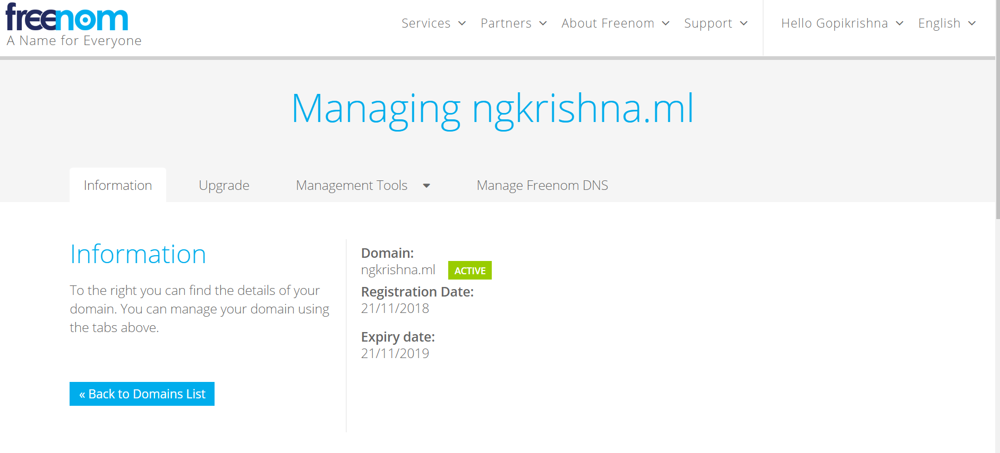 freenom
A Name for Everyone
Services Partners About Freenom Support Hello Gopikrishna English
Managing ngkrishna.ml
Information Upgrade Management Tools Manage Freenom DNS
Information
To the right you can find the details of your
domain. You can manage your domain using
the tabs above.
« Back to Domains List
Domain:
ngkrishna.ml ACTIVE
Registration Date:
21/11/2018
Expiry date:
21/11/2019